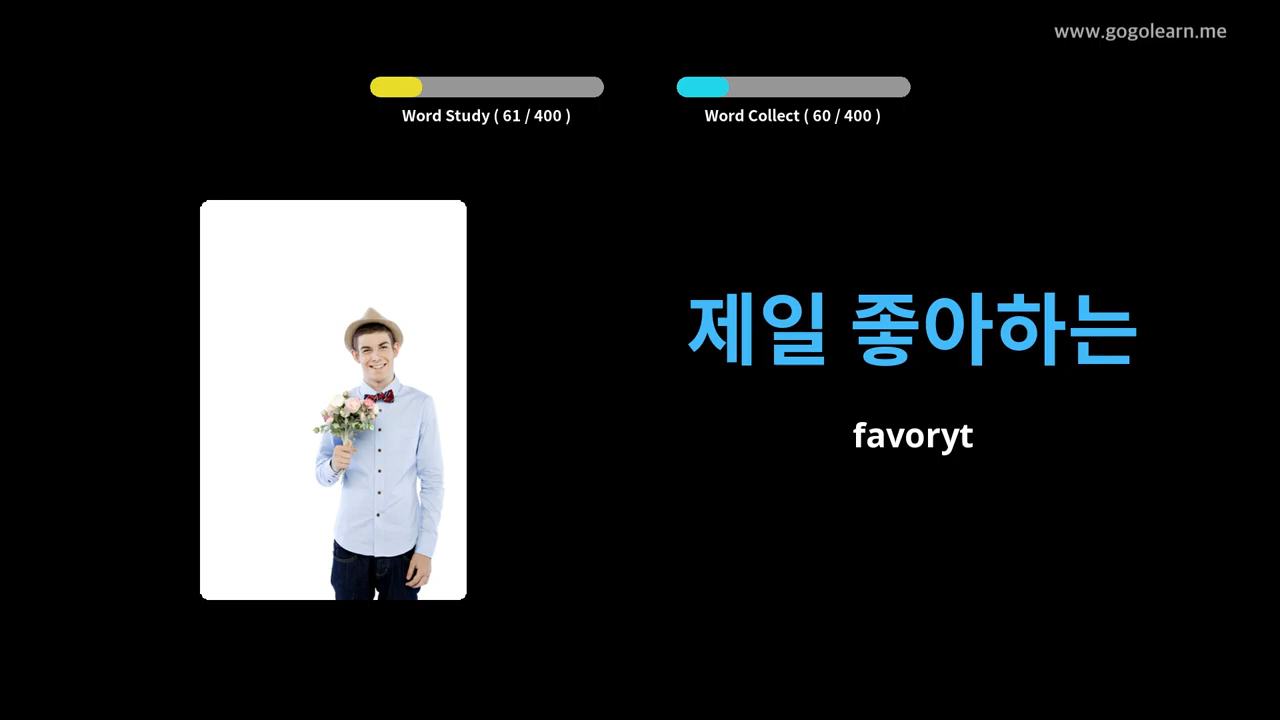 www.gogolearn.me
Word Study ( 61 / 400 )
Word Collect ( 60 / 400 )
제일 좋아하는
favoryt